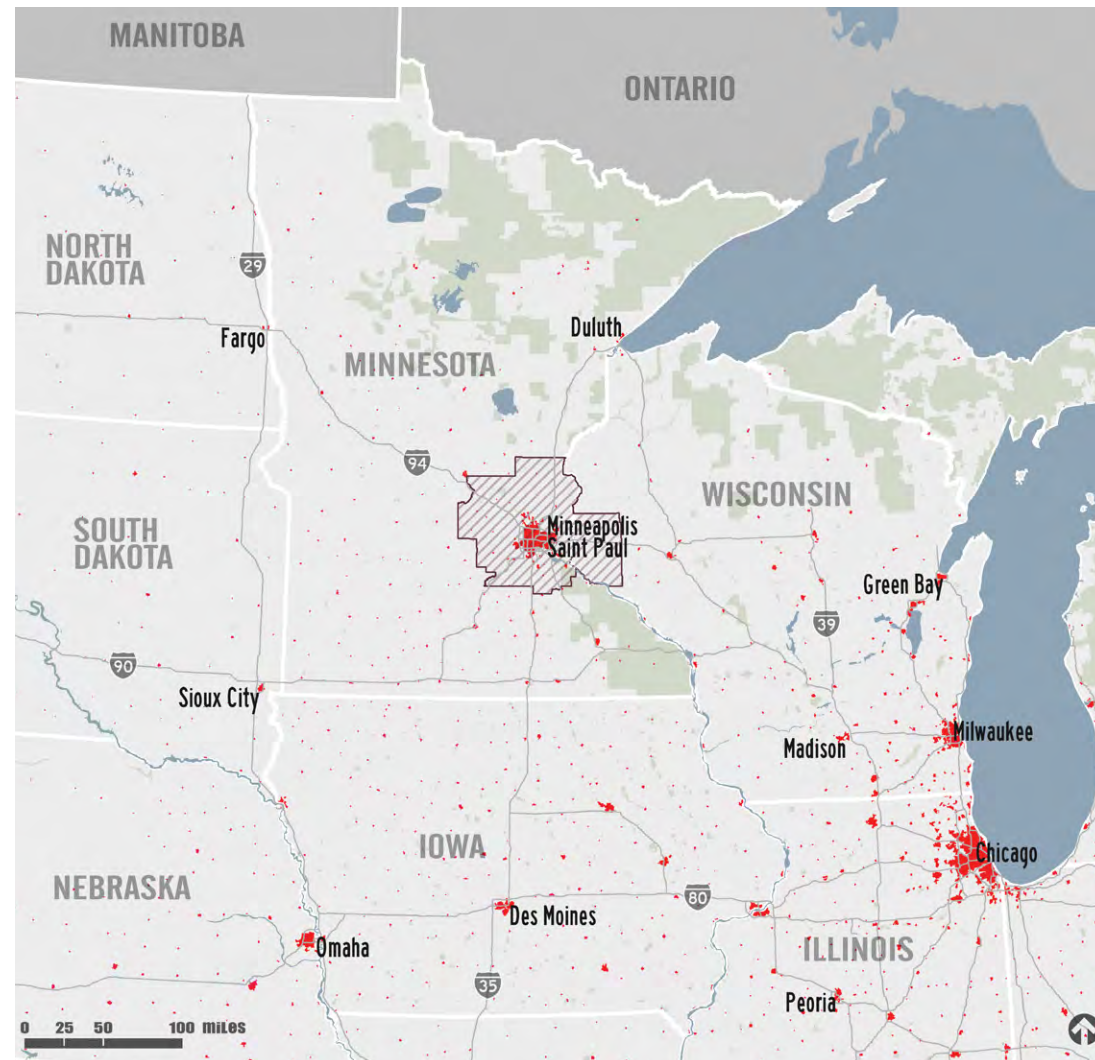 MANITOBA
ONTARIO
NORTH
DAKOTA
29
Fargo
Duluth
MINNESOTA
94
WISCONSIN
SOUTH
DAKOTA
Minneapolis
Saint Paul
Green Bay
39
90
Sioux City
Madison
Milwaukee
IOWA
Chicago
NEBRASKA
80
Des Moines
Omaha
ILLINOIS
35
Peoria
0 25 50 100 MILES